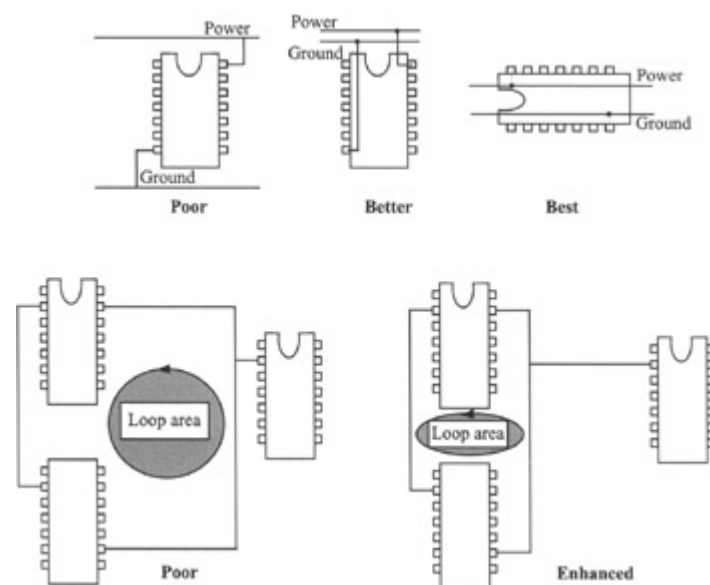 Power
Ground
Poor
Power
Ground
Better
Power
Ground
Best
Loop area
Poor
Loop area
Enhanced